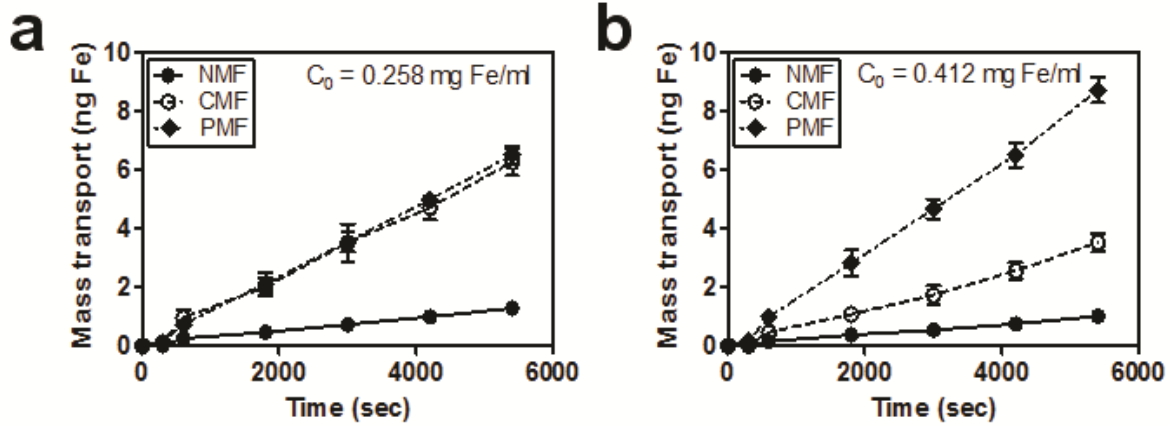 a
Mass transport (ng Fe)
10
8
6
4
2
0
NMF
CMF
PMF
C₀ = 0.258 mg Fe/ml
0 2000 4000 6000
Time (sec)
b
Mass transport (ng Fe)
10
8
6
4
2
0
NMF
CMF
PMF
C₀ = 0.412 mg Fe/ml
0 2000 4000 6000
Time (sec)